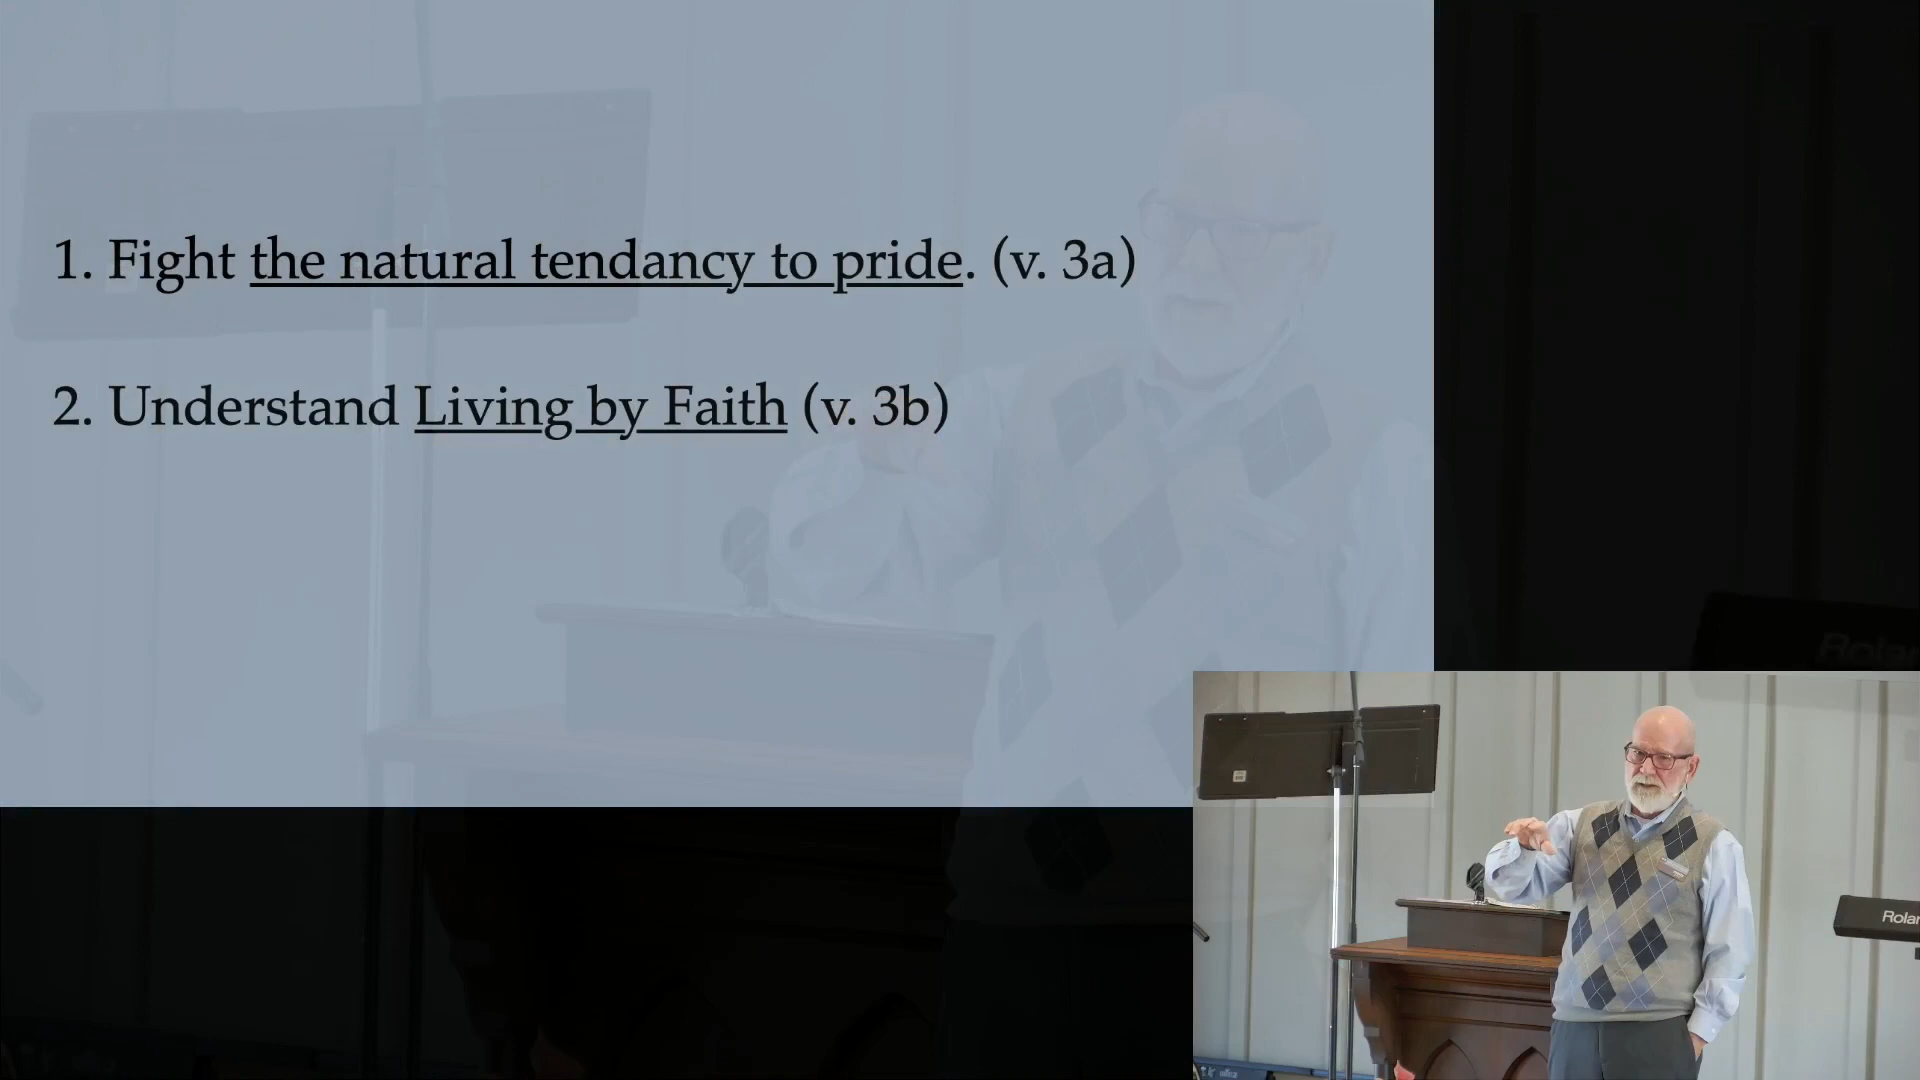 1. Fight the natural tendancy to pride. (v. 3a)
2. Understand Living by Faith (v. 3b)
Rolan